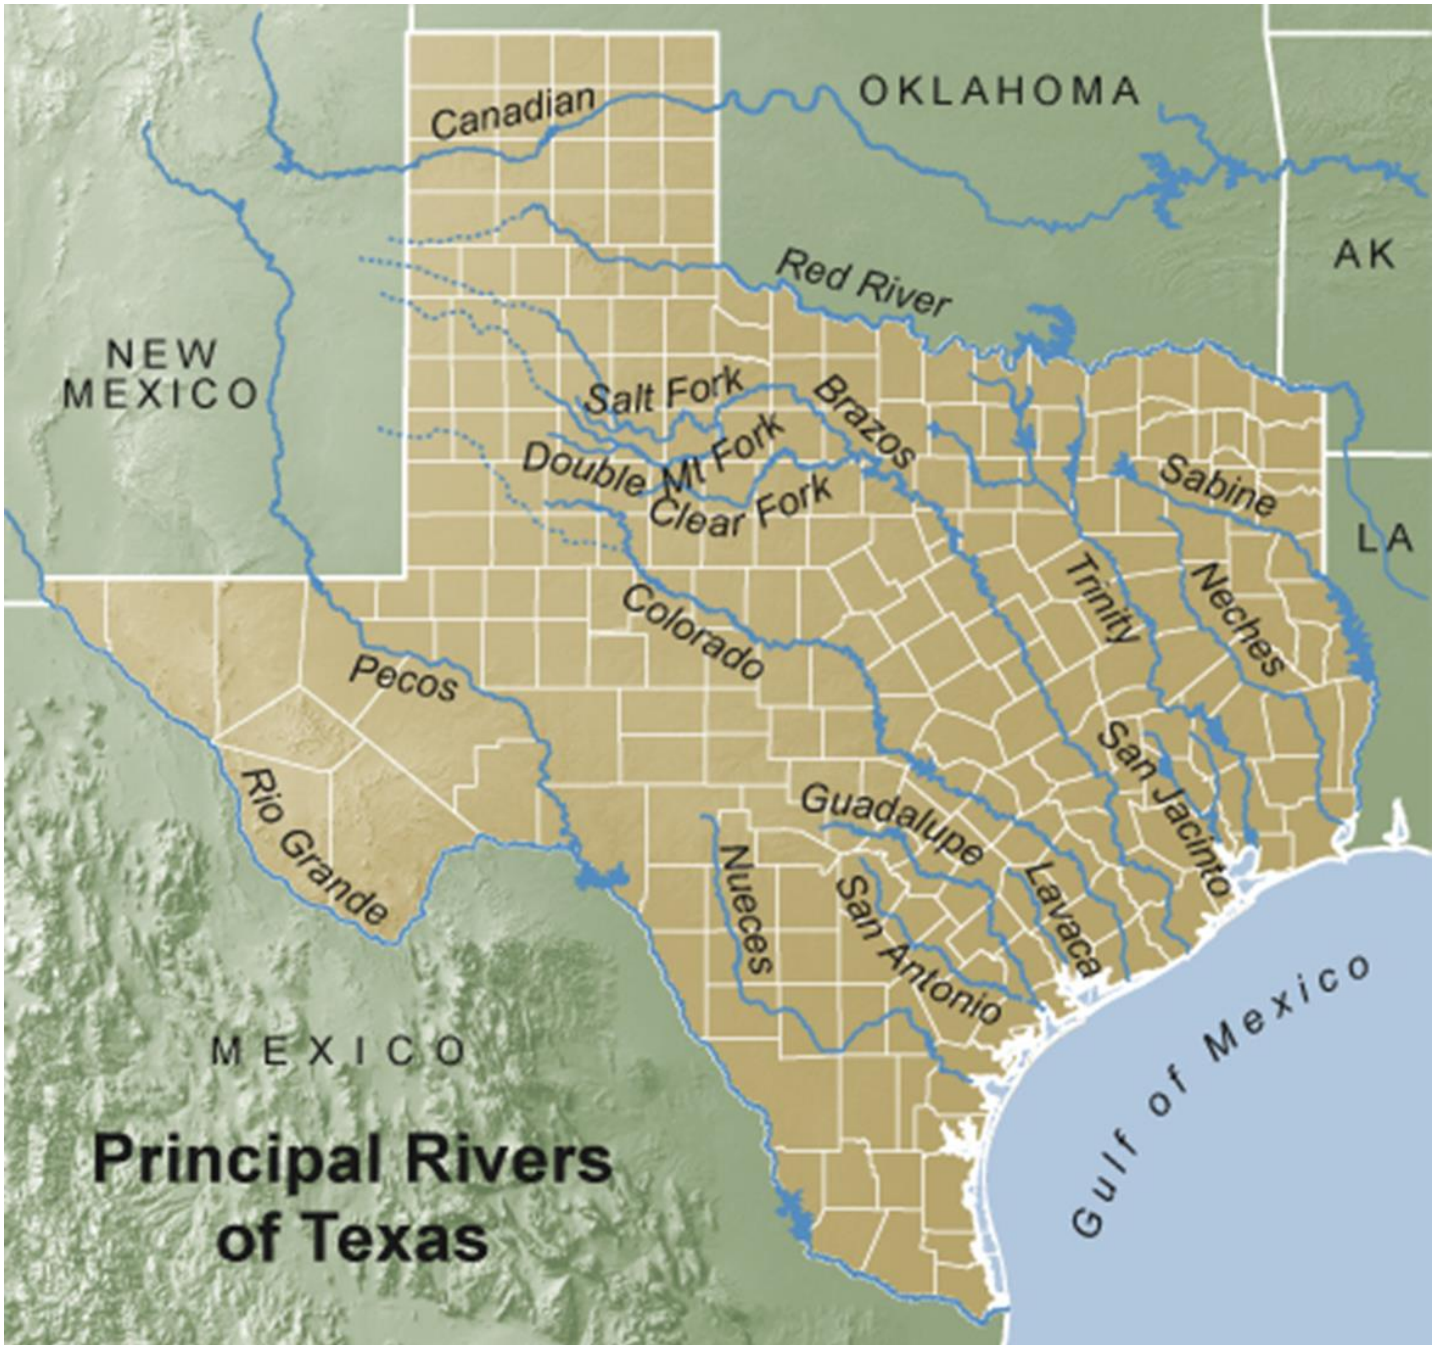 OKLAHOMA
Canadian
AK
Red River
NEW
MEXICO
Salt Fork
Brazos
Double Mt Fork
Clear Fork
Sabine
LA
Trinity
Neches
Colorado
Pecos
San Jacinto
Rio Grande
Guadalupe
Nueces
San Antonio
Lavaca
MEXICO
Gulf of Mexico
Principal Rivers
of Texas